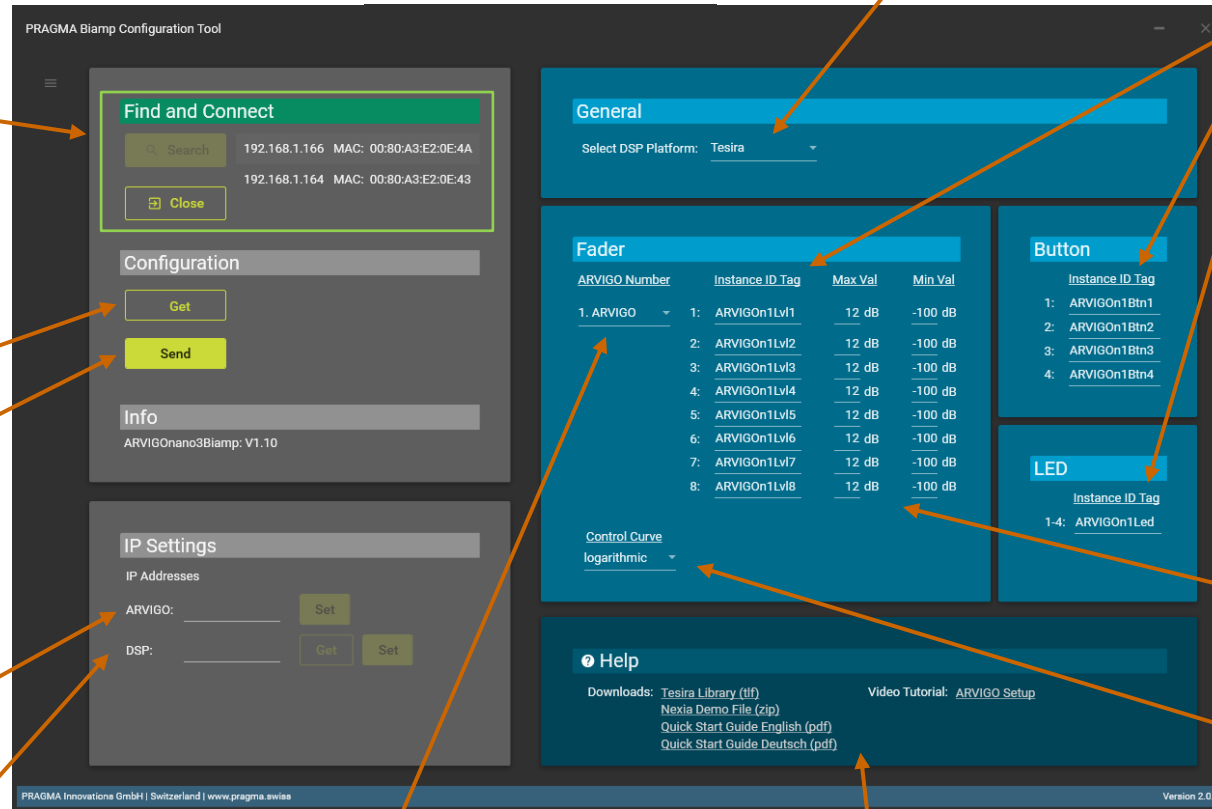 PRAGMA Biamp Configuration Tool
Find and Connect
Search
192.168.1.166 MAC: 00:80:A3:E2:0E:4A
192.168.1.164 MAC: 00:80:A3:E2:0E:43
Close
Configuration
Get
Send
Info
ARVIGOnano3Biamp: V1.10
IP Settings
IP Addresses
ARVIGO:
Set
DSP:
Get
Set
General
Select DSP Platform: Tesira
Fader
ARVIGO Number Instance ID Tag Max Val Min Val
1. ARVIGO 1: ARVIGOn1Lvl1 12 dB -100 dB
2: ARVIGOn1Lvl2 12 dB -100 dB
3: ARVIGOn1Lvl3 12 dB -100 dB
4: ARVIGOn1Lvl4 12 dB -100 dB
5: ARVIGOn1Lvl5 12 dB -100 dB
6: ARVIGOn1Lvl6 12 dB -100 dB
7: ARVIGOn1Lvl7 12 dB -100 dB
8: ARVIGOn1Lvl8 12 dB -100 dB
Control Curve
logarithmic
Button
Instance ID Tag
1: ARVIGOn1Btn1
2: ARVIGOn1Btn2
3: ARVIGOn1Btn3
4: ARVIGOn1Btn4
LED
Instance ID Tag
1-4: ARVIGOn1Led
Help
Downloads: Tesira Library (tlf) Video Tutorial: ARVIGO Setup
Nexia Demo File (zip)
Quick Start Guide English (pdf)
Quick Start Guide Deutsch (pdf)
PRAGMA Innovations GmbH | Switzerland | www.pragma.swiss
Version 2.0